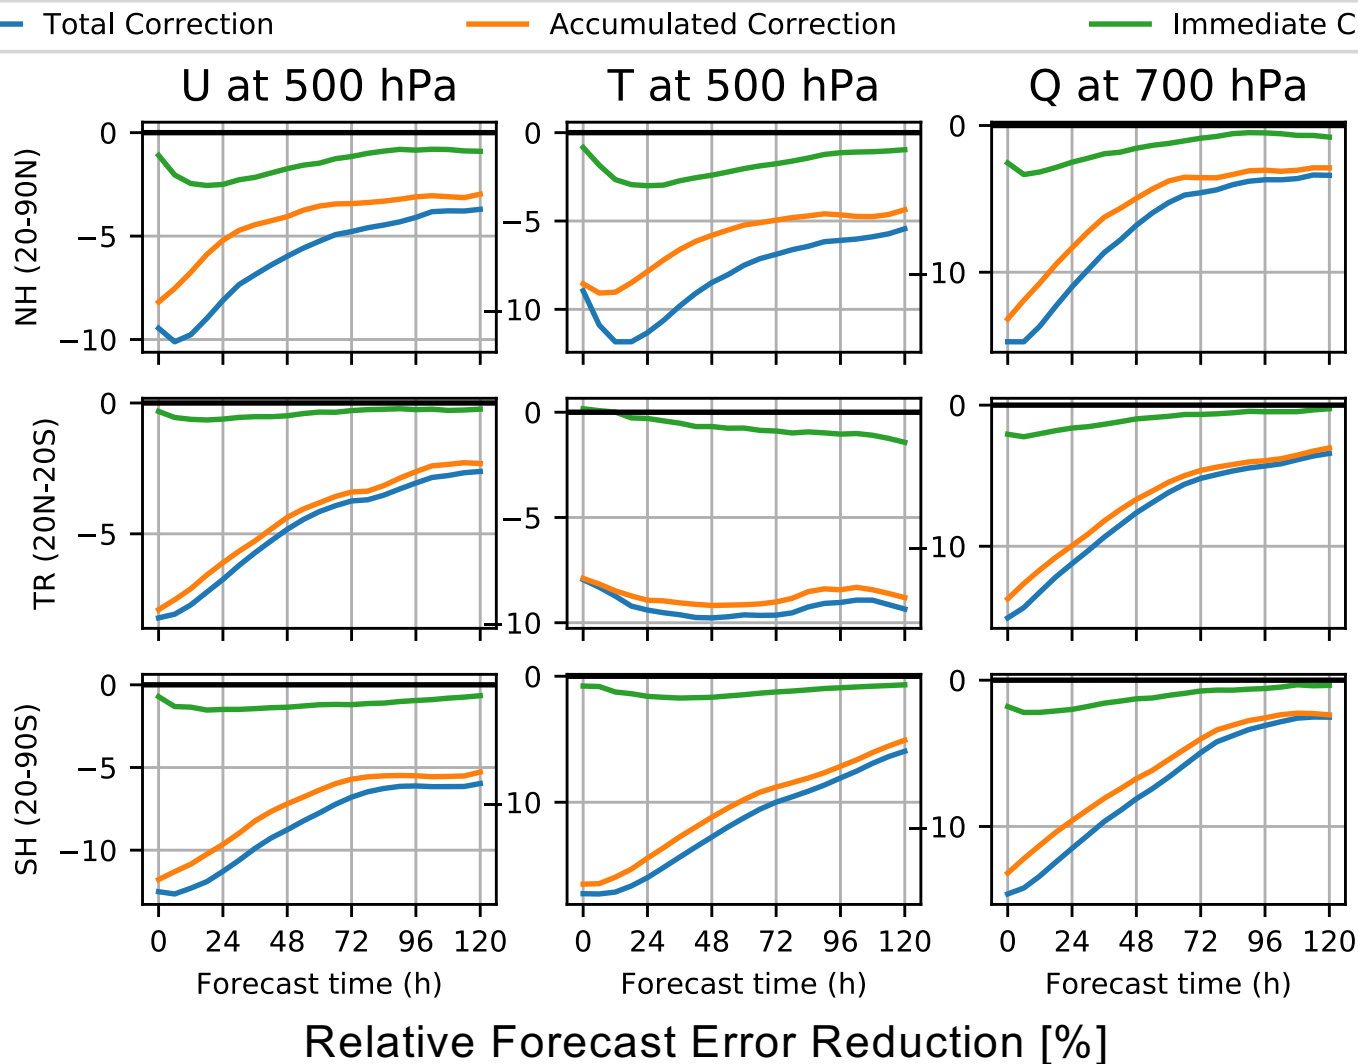 Total Correction Accumulated Correction Immediate C
U at 500 hPa T at 500 hPa Q at 700 hPa
NH (20-90N)
0
−5
−10
0
−5
−10
0
−10
TR (20N-20S)
0
−5
0
−5
−10
0
−10
SH (20-90S)
0
−5
−10
0
−10
0
−10
0 24 48 72 96 120
0 24 48 72 96 120
0 24 48 72 96 120
Forecast time (h) Forecast time (h) Forecast time (h)
Relative Forecast Error Reduction [%]